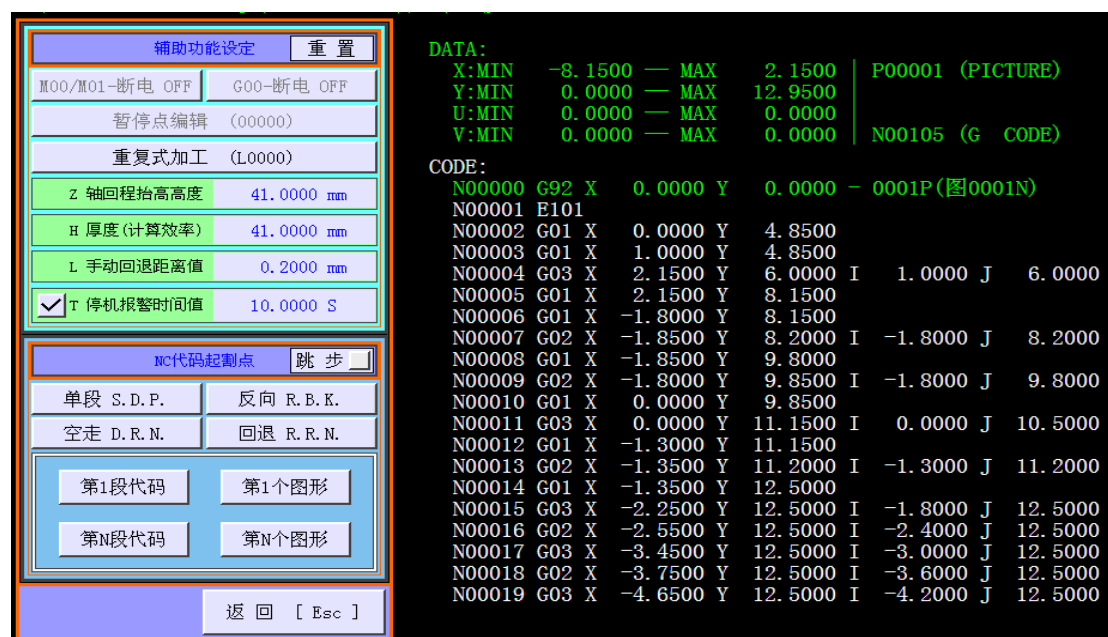 辅助功能设定 重 置
M00/M01-断电 OFF G00-断电 OFF
暂停点编辑 (00000)
重复式加工 (L0000)
Z 轴回程抬高高度 41.0000 mm
H 厚度(计算效率) 41.0000 mm
L 手动回退距离值 0.2000 mm
T 停机报警时间值 10.0000 S
NC代码起割点 跳 步
单段 S.D.P. 反向 R.B.K.
空走 D.R.N. 回退 R.R.N.
第1段代码 第1个图形
第N段代码 第N个图形
返 回 [ Esc ]
DATA:
X:MIN -8.1500 — MAX 2.1500 | P00001 (PICTURE)
Y:MIN 0.0000 — MAX 12.9500 |
U:MIN 0.0000 — MAX 0.0000 |
V:MIN 0.0000 — MAX 0.0000 | N00105 (G CODE)
CODE:
N00000 G92 X 0.0000 Y 0.0000 - 0001P(图0001N)
N00001 E101
N00002 G01 X 0.0000 Y 4.8500
N00003 G01 X 1.0000 Y 4.8500
N00004 G03 X 2.1500 Y 6.0000 I 1.0000 J 6.0000
N00005 G01 X 2.1500 Y 8.1500
N00006 G01 X -1.8000 Y 8.1500
N00007 G02 X -1.8500 Y 8.2000 I -1.8000 J 8.2000
N00008 G01 X -1.8500 Y 9.8000
N00009 G02 X -1.8000 Y 9.8500 I -1.8000 J 9.8000
N00010 G01 X 0.0000 Y 9.8500
N00011 G03 X 0.0000 Y 11.1500 I 0.0000 J 10.5000
N00012 G01 X -1.3000 Y 11.1500
N00013 G02 X -1.3500 Y 11.2000 I -1.3000 J 11.2000
N00014 G01 X -1.3500 Y 12.5000
N00015 G03 X -2.2500 Y 12.5000 I -1.8000 J 12.5000
N00016 G02 X -2.5500 Y 12.5000 I -2.4000 J 12.5000
N00017 G03 X -3.4500 Y 12.5000 I -3.0000 J 12.5000
N00018 G02 X -3.7500 Y 12.5000 I -3.6000 J 12.5000
N00019 G03 X -4.6500 Y 12.5000 I -4.2000 J 12.5000